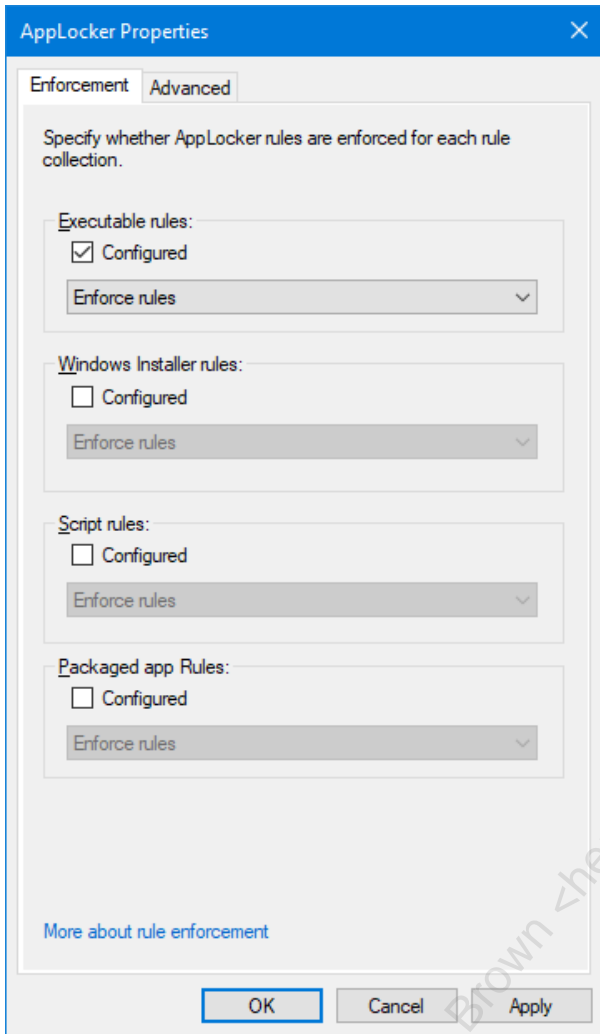 AppLocker Properties
Enforcement Advanced
Specify whether AppLocker rules are enforced for each rule
collection.
Executable rules:
Configured
Enforce rules
Windows Installer rules:
Configured
Enforce rules
Script rules:
Configured
Enforce rules
Packaged app Rules:
Configured
Enforce rules
More about rule enforcement
OK Cancel Apply
Brown <he